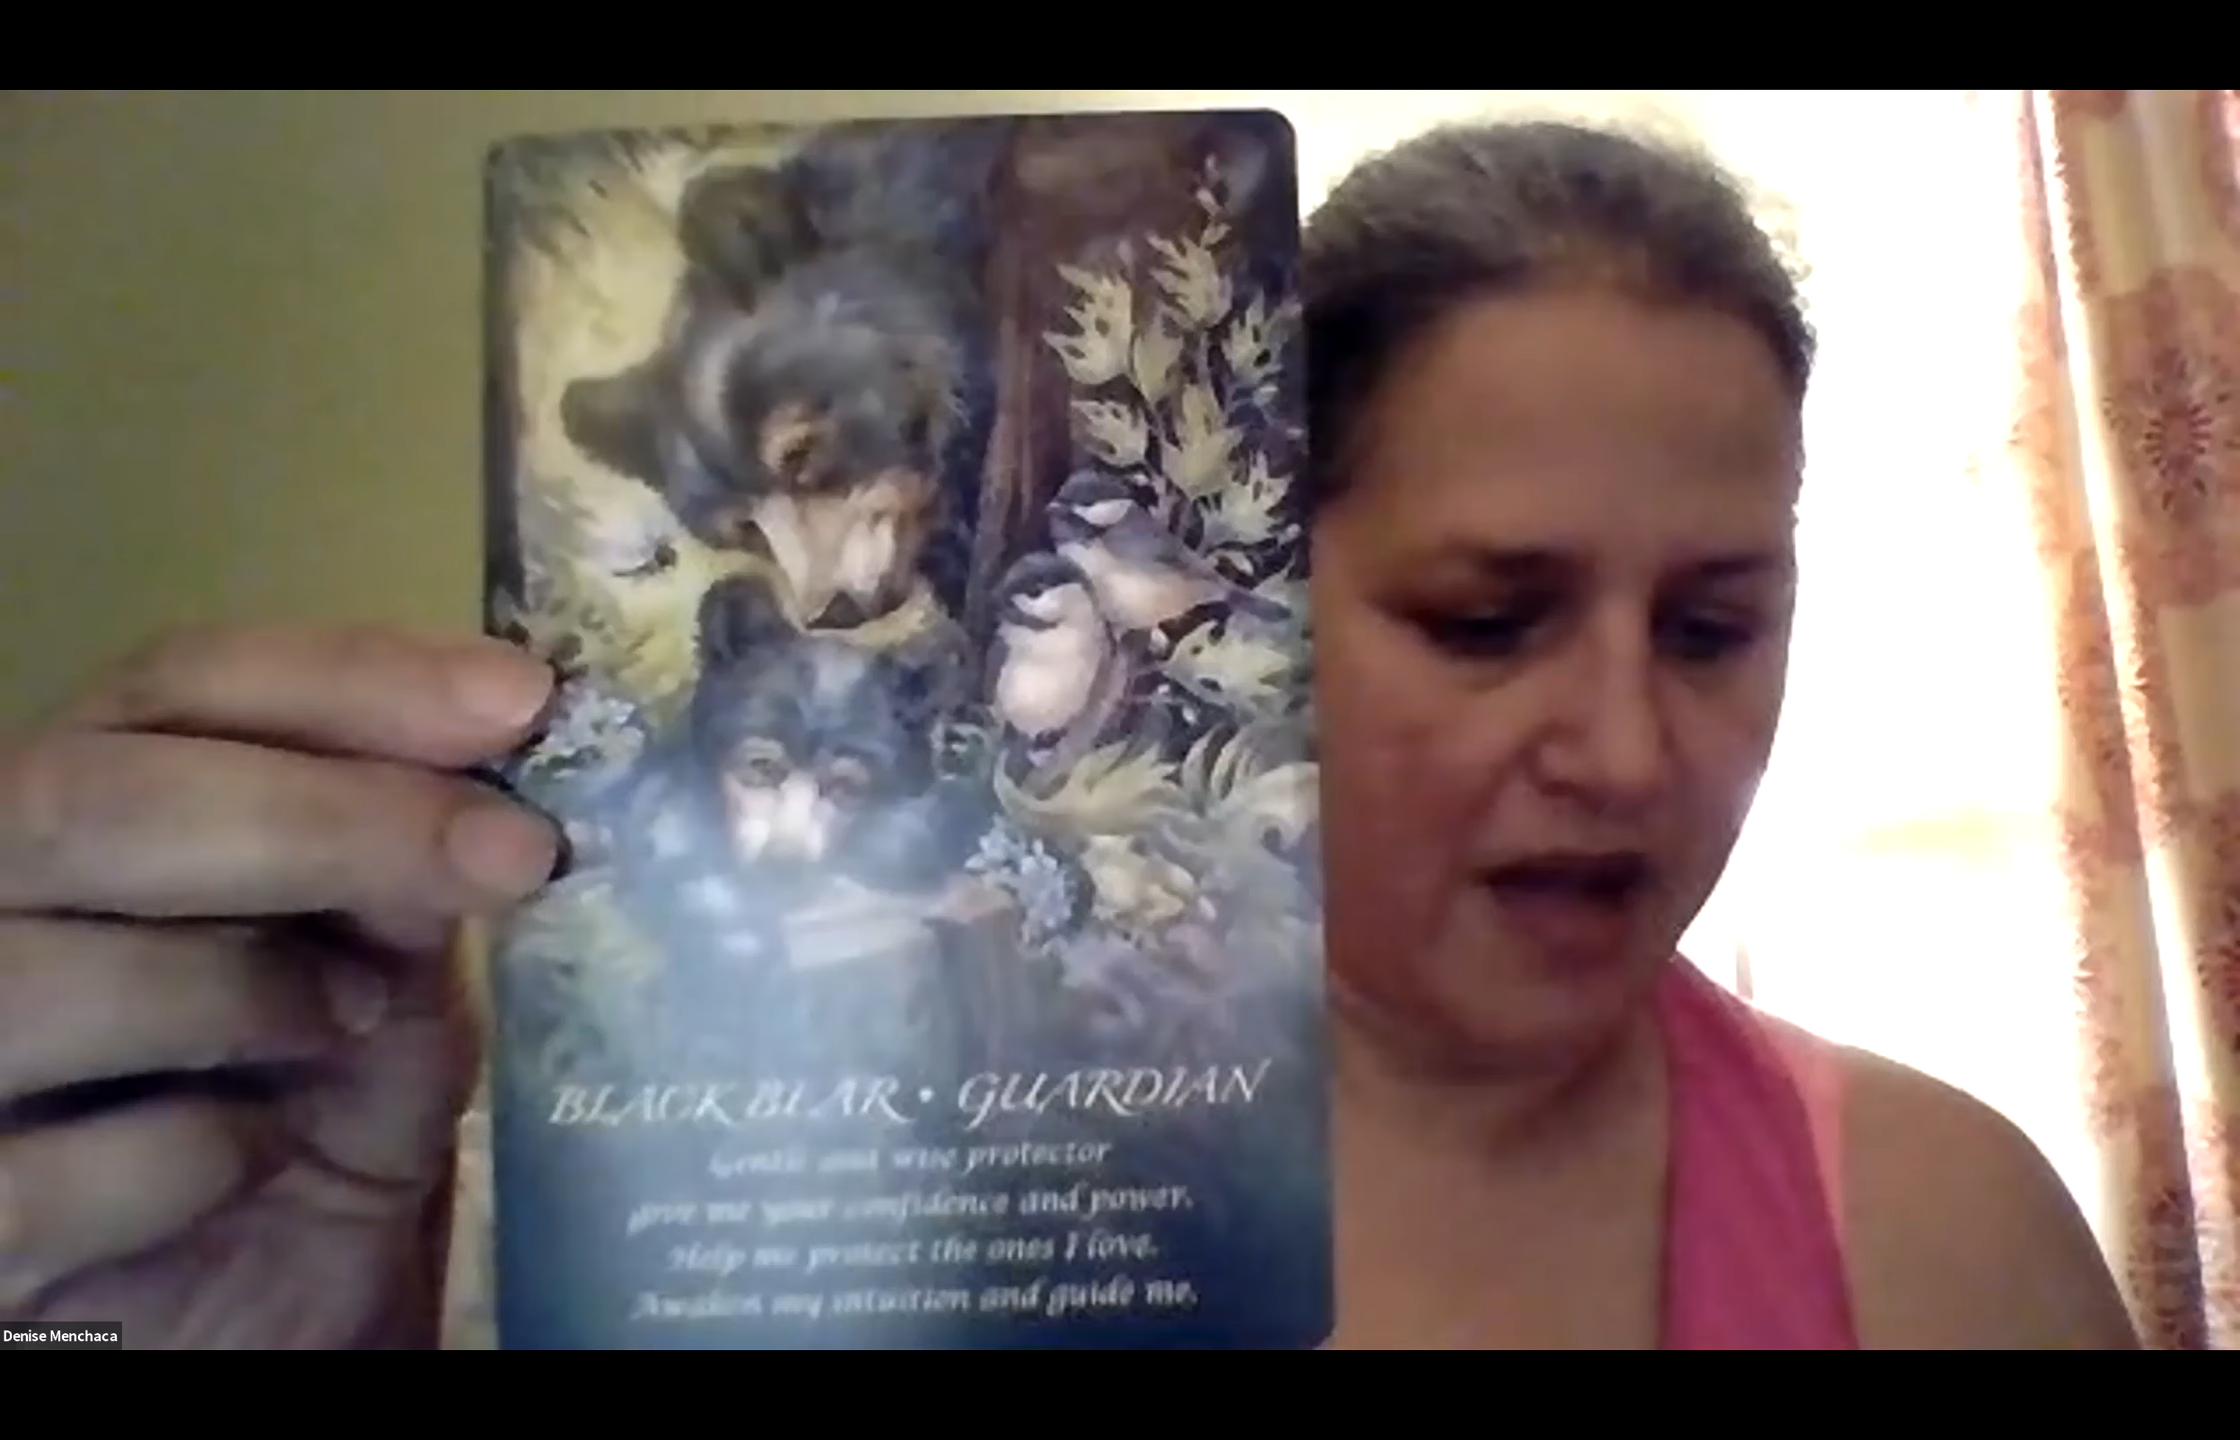 BLACK BEAR • GUARDIAN
Gentle and wise protector
give me your confidence and power.
Help me protect the ones I love.
Awaken my intuition and guide me.
Denise Menchaca